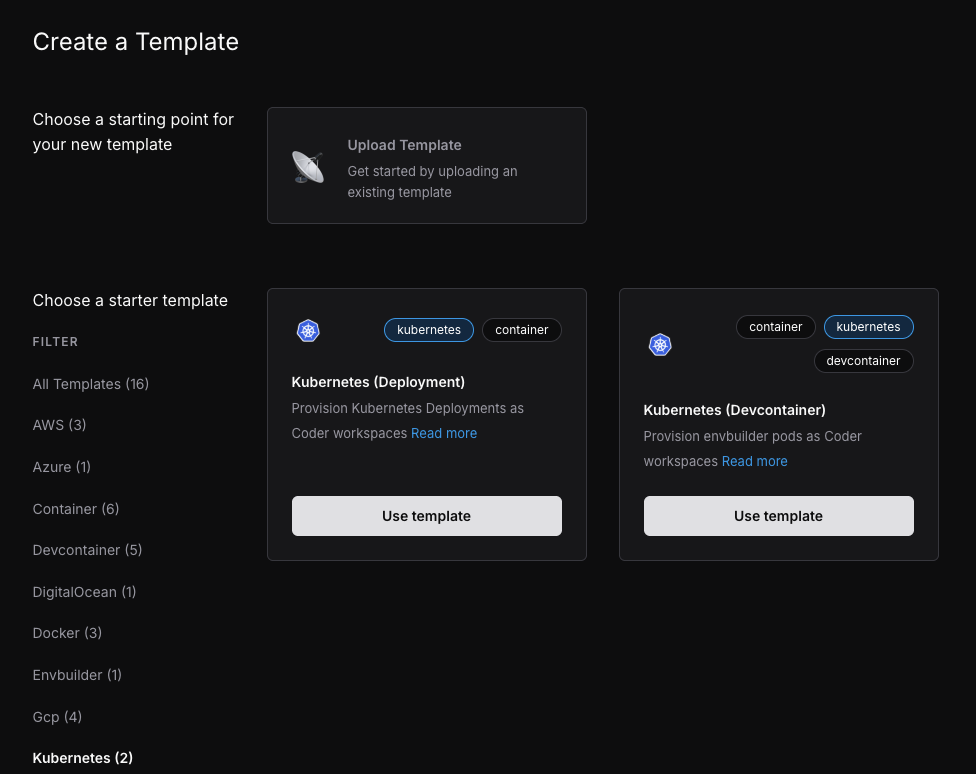 Create a Template
Choose a starting point for
your new template
Upload Template
Get started by uploading an
existing template
Choose a starter template
FILTER
All Templates (16)
AWS (3)
Azure (1)
Container (6)
Devcontainer (5)
DigitalOcean (1)
Docker (3)
Envbuilder (1)
Gcp (4)
Kubernetes (2)
kubernetes container
Kubernetes (Deployment)
Provision Kubernetes Deployments as
Coder workspaces Read more
Use template
container kubernetes
devcontainer
Kubernetes (Devcontainer)
Provision envbuilder pods as Coder
workspaces Read more
Use template